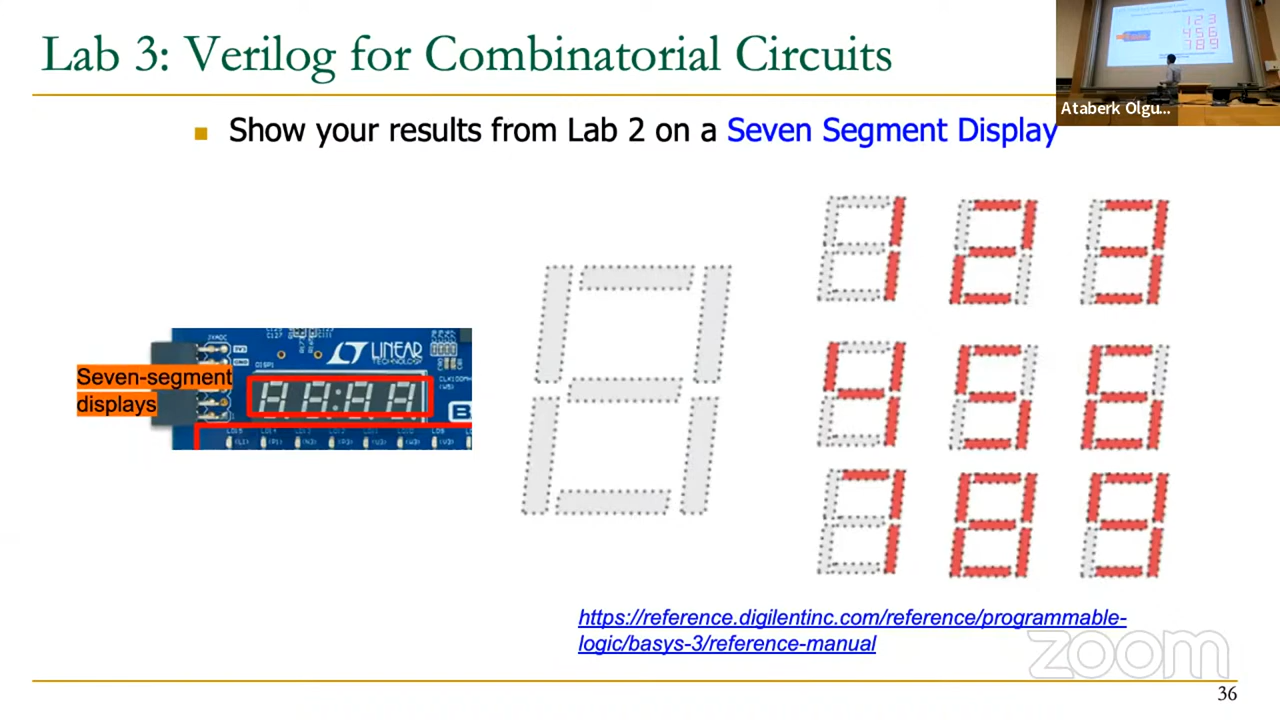 Lab 3: Verilog for Combinatorial Circuits
Ataberk Olgu...
Show your results from Lab 2 on a Seven Segment Display
Seven-segment
displays
LINEAR
TECHNOLOGY
https://reference.digilentinc.com/reference/programmable-
logic/basys-3/reference-manual
zoom
36